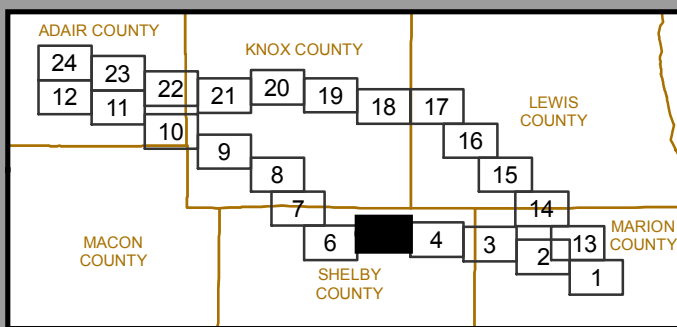 ADAIR COUNTY
KNOX COUNTY
24
23
22
21
20
19
18
17
12
11
10
LEWIS
COUNTY
16
9
8
15
7
14
MACON
COUNTY
6
4
3
2
13
MARION
COUNTY
1
SHELBY
COUNTY